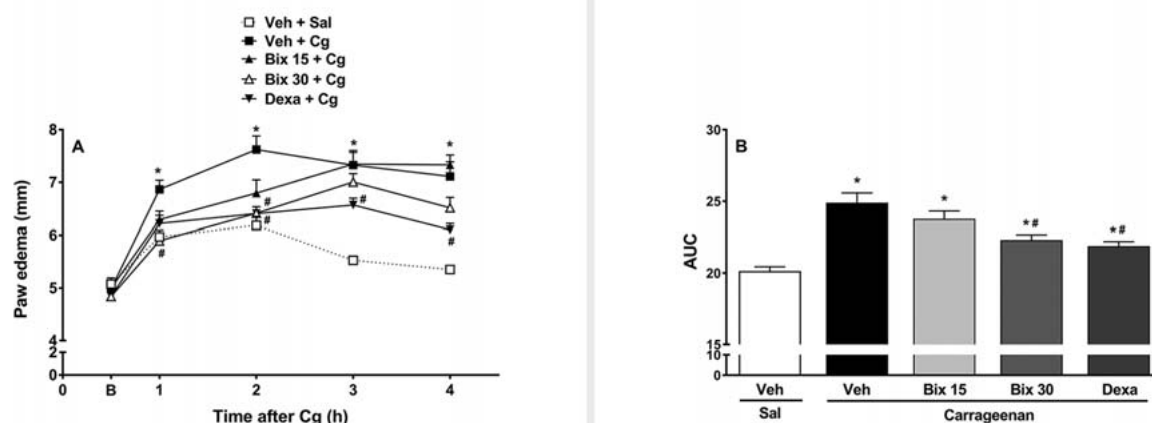 Veh + Sal
Veh + Cg
Bix 15 + Cg
Bix 30 + Cg
Dexa + Cg
A
Paw edema (mm)
8
7
6
5
4
2
0
* * * *
# # # # #
0 B 1 2 3 4
Time after Cg (h)
B
AUC
30
25
20
15
10
0
* * *# *#
Veh Veh Bix 15 Bix 30 Dexa
Sal Carrageenan